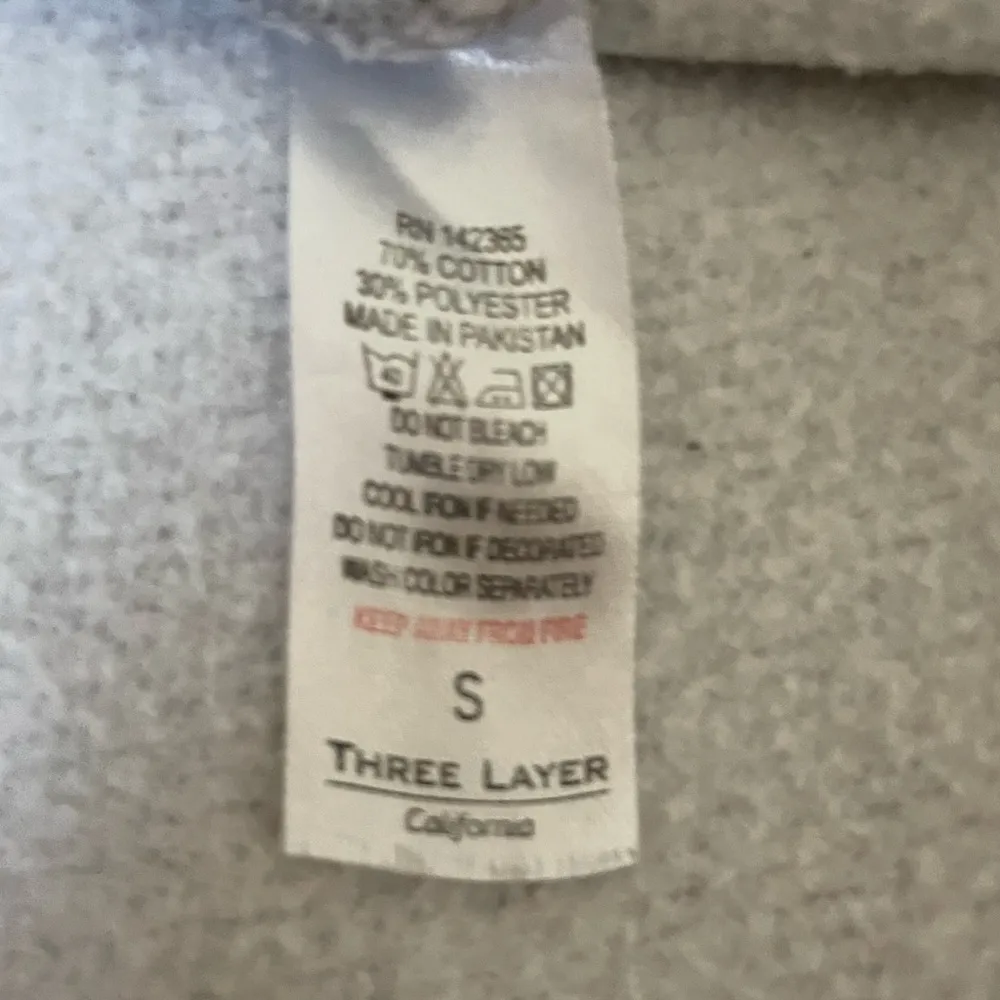 RN 142365
70% COTTON
30% POLYESTER
MADE IN PAKISTAN
DO NOT BLEACH
TUMBLE DRY LOW
COOL IRON IF NEEDED
DO NOT IRON IF DECORATED
WASH COLOR SEPARATELY
KEEP AWAY FROM FIRE
S
THREE LAYER
California